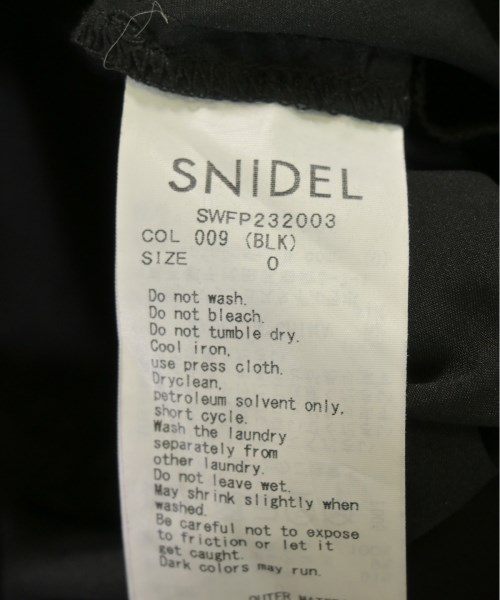 SNIDEL
SWFP232003
COL 009 (BLK)
SIZE 0
Do not wash.
Do not bleach.
Do not tumble dry.
Cool iron,
use press cloth.
Dryclean,
petroleum solvent only,
short cycle.
Wash the laundry
separately from
other laundry.
Do not leave wet.
May shrink slightly when
washed.
Be careful not to expose
to friction or let it
get caught.
Dark colors may run.
OUTER